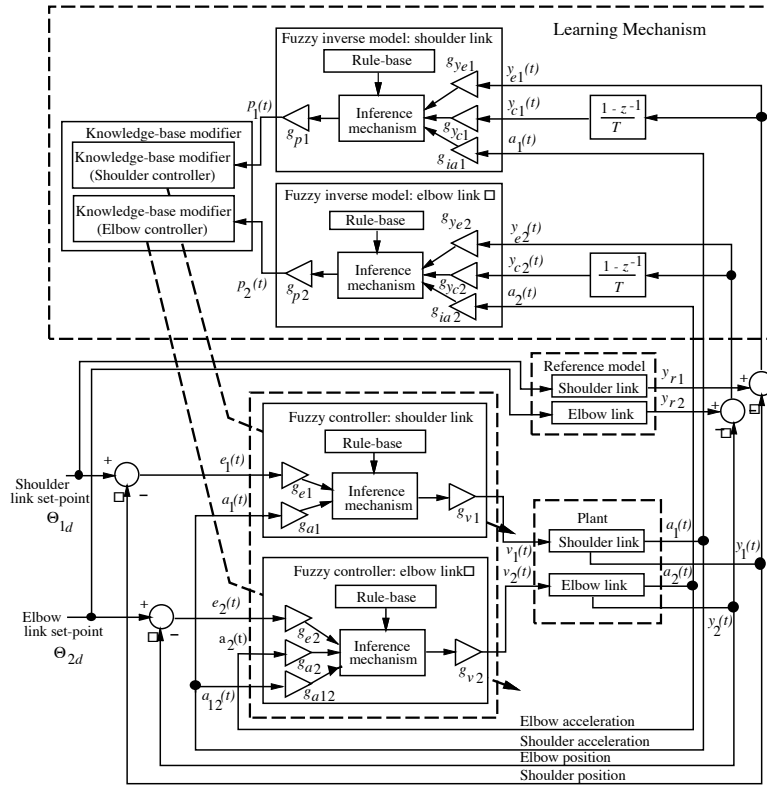 Learning Mechanism
Fuzzy inverse model: shoulder link
Rule-base
Inference
mechanism
g_p1
g_ye1
g_yc1
g_ia1
y_e1(t)
y_c1(t)
a_1(t)
1 - z^-1
T
p_1(t)
Knowledge-base modifier
Knowledge-base modifier
(Shoulder controller)
Knowledge-base modifier
(Elbow controller)
p_2(t)
Fuzzy inverse model: elbow link
Rule-base
Inference
mechanism
g_p2
g_ye2
g_yc2
g_ia2
y_e2(t)
y_c2(t)
a_2(t)
1 - z^-1
T
Reference model
Shoulder link
Elbow link
y_r1
y_r2
+
−
+
−
Fuzzy controller: shoulder link
Rule-base
Inference
mechanism
g_e1
g_a1
g_v1
e_1(t)
a_1(t)
+
−
Shoulder
link set-point
Θ_1d
v_1(t)
v_2(t)
Plant
Shoulder link
Elbow link
a_1(t)
a_2(t)
y_1(t)
y_2(t)
Fuzzy controller: elbow link
Rule-base
Inference
mechanism
g_e2
g_a2
g_a12
g_v2
e_2(t)
a_2(t)
a_12(t)
+
−
Elbow
link set-point
Θ_2d
Elbow acceleration
Shoulder acceleration
Elbow position
Shoulder position